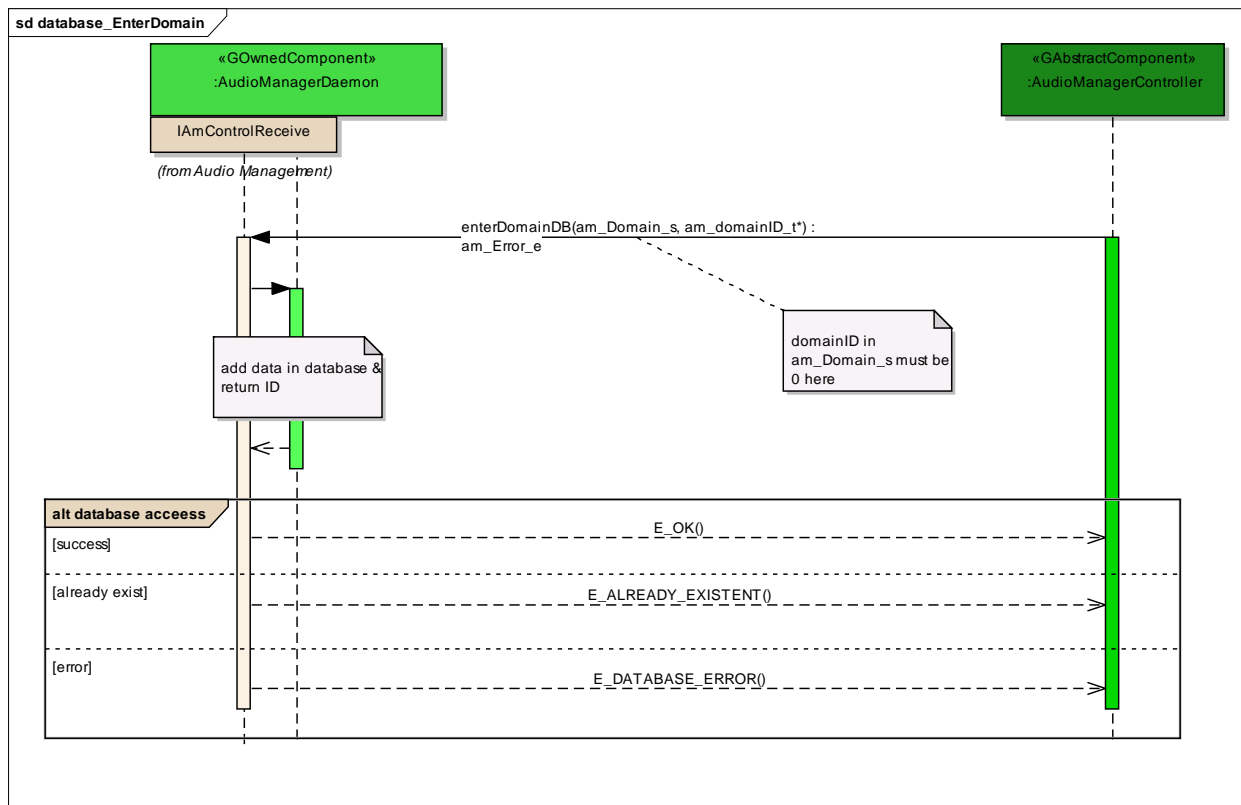 sd database_EnterDomain
«GOwnedComponent»
:AudioManagerDaemon
«GAbstractComponent»
:AudioManagerController
IAmControlReceive
(from Audio Management)
enterDomainDB(am_Domain_s, am_domainID_t*) :
am_Error_e
domainID in
am_Domain_s must be
0 here
add data in database &
return ID
alt database acceess
[success]
E_OK()
[already exist]
E_ALREADY_EXISTENT()
[error]
E_DATABASE_ERROR()